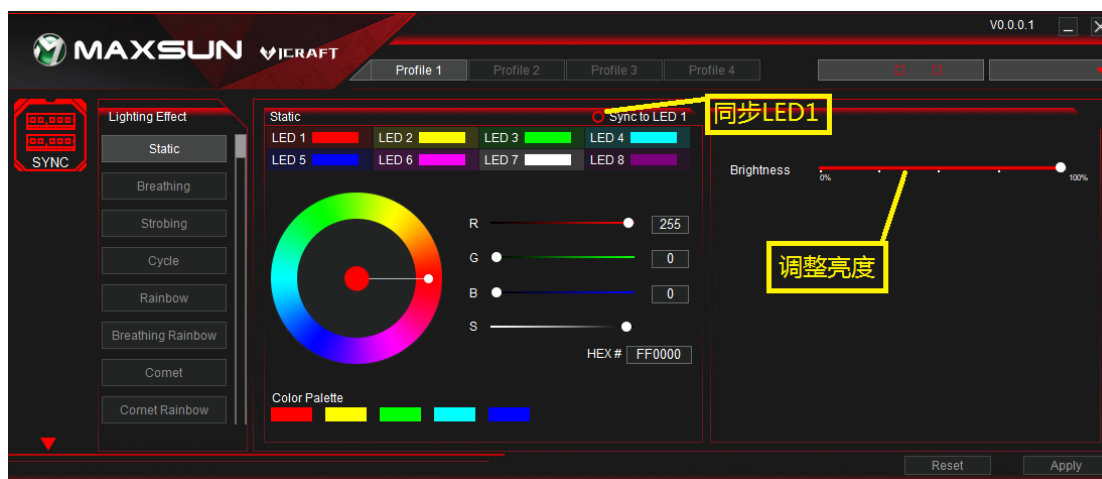 V0.0.0.1
MAXSUN VJCRAFT
Profile 1 Profile 2 Profile 3 Profile 4
Lighting Effect
Static
Breathing
Strobing
Cycle
Rainbow
Breathing Rainbow
Comet
Comet Rainbow
SYNC
Static Sync to LED 1
同步LED1
LED 1 LED 2 LED 3 LED 4
LED 5 LED 6 LED 7 LED 8
R 255
G 0
B 0
S
HEX # FF0000
Color Palette
Brightness 0% 100%
调整亮度
Reset Apply